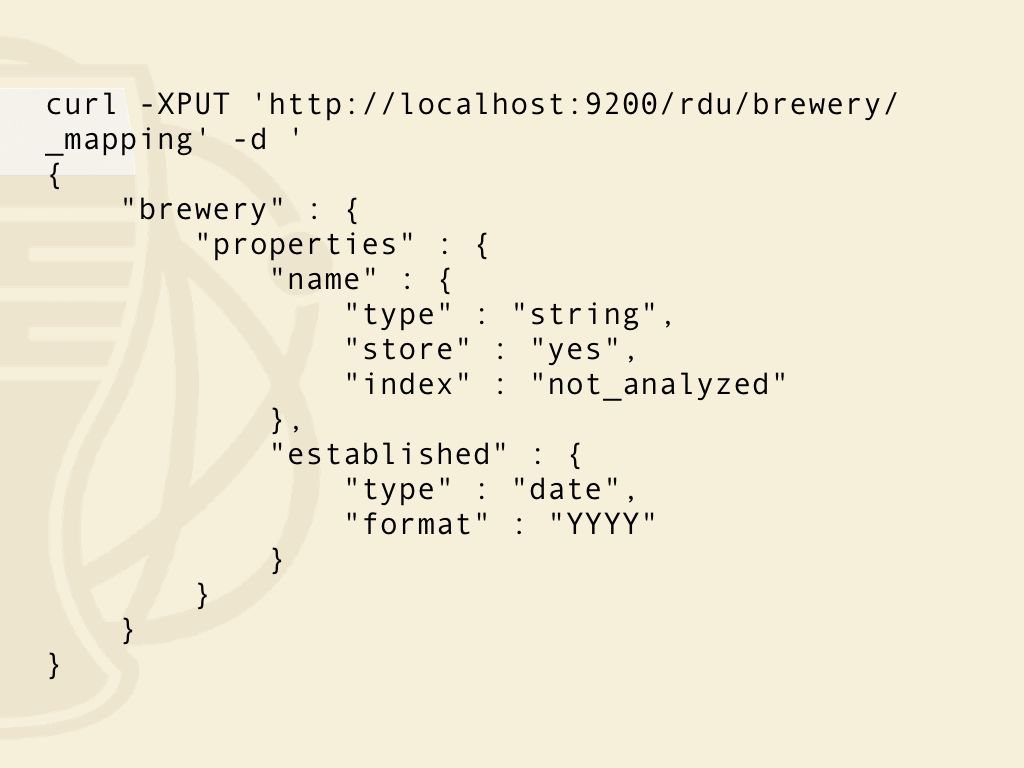 curl -XPUT 'http://localhost:9200/rdu/brewery/
_mapping' -d '
{
    "brewery" : {
        "properties" : {
            "name" : {
                "type" : "string",
                "store" : "yes",
                "index" : "not_analyzed"
            },
            "established" : {
                "type" : "date",
                "format" : "YYYY"
            }
        }
    }
}